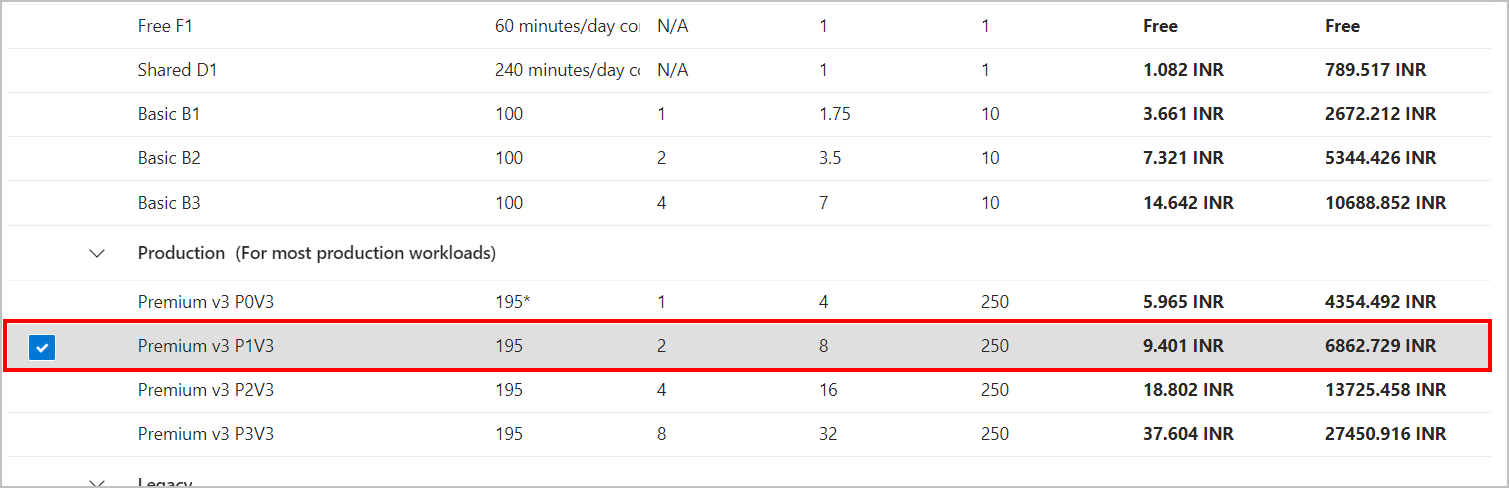 Free F1 60 minutes/day coı N/A 1 1 Free Free
Shared D1 240 minutes/day c N/A 1 1 1.082 INR 789.517 INR
Basic B1 100 1 1.75 10 3.661 INR 2672.212 INR
Basic B2 100 2 3.5 10 7.321 INR 5344.426 INR
Basic B3 100 4 7 10 14.642 INR 10688.852 INR
Production (For most production workloads)
Premium v3 P0V3 195* 1 4 250 5.965 INR 4354.492 INR
Premium v3 P1V3 195 2 8 250 9.401 INR 6862.729 INR
Premium v3 P2V3 195 4 16 250 18.802 INR 13725.458 INR
Premium v3 P3V3 195 8 32 250 37.604 INR 27450.916 INR
Legacy